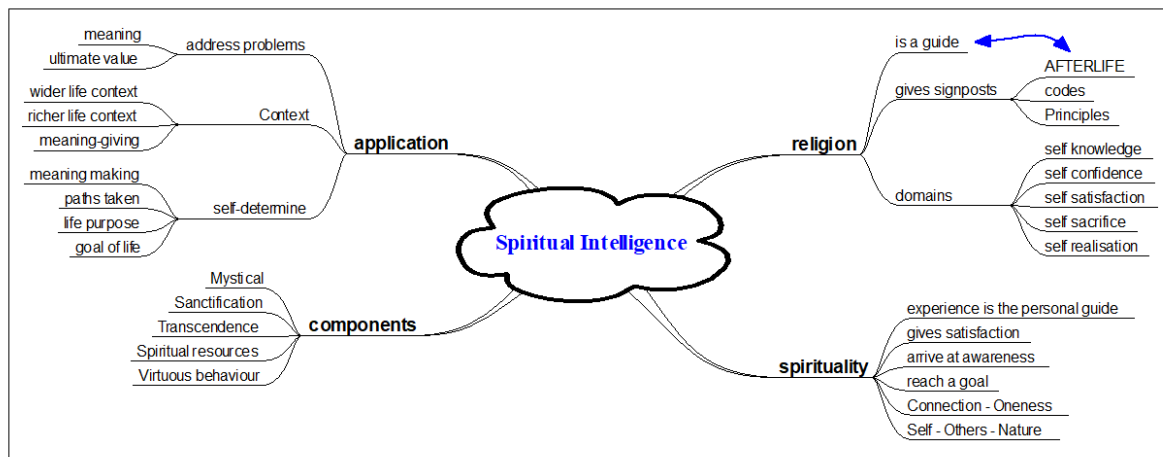 meaning
ultimate value
address problems
wider life context
richer life context
meaning-giving
Context
meaning making
paths taken
life purpose
goal of life
self-determine
application
Mystical
Sanctification
Transcendence
Spiritual resources
Virtuous behaviour
components
Spiritual Intelligence
religion
is a guide
gives signposts
AFTERLIFE
codes
Principles
domains
self knowledge
self confidence
self satisfaction
self sacrifice
self realisation
spirituality
experience is the personal guide
gives satisfaction
arrive at awareness
reach a goal
Connection - Oneness
Self - Others - Nature